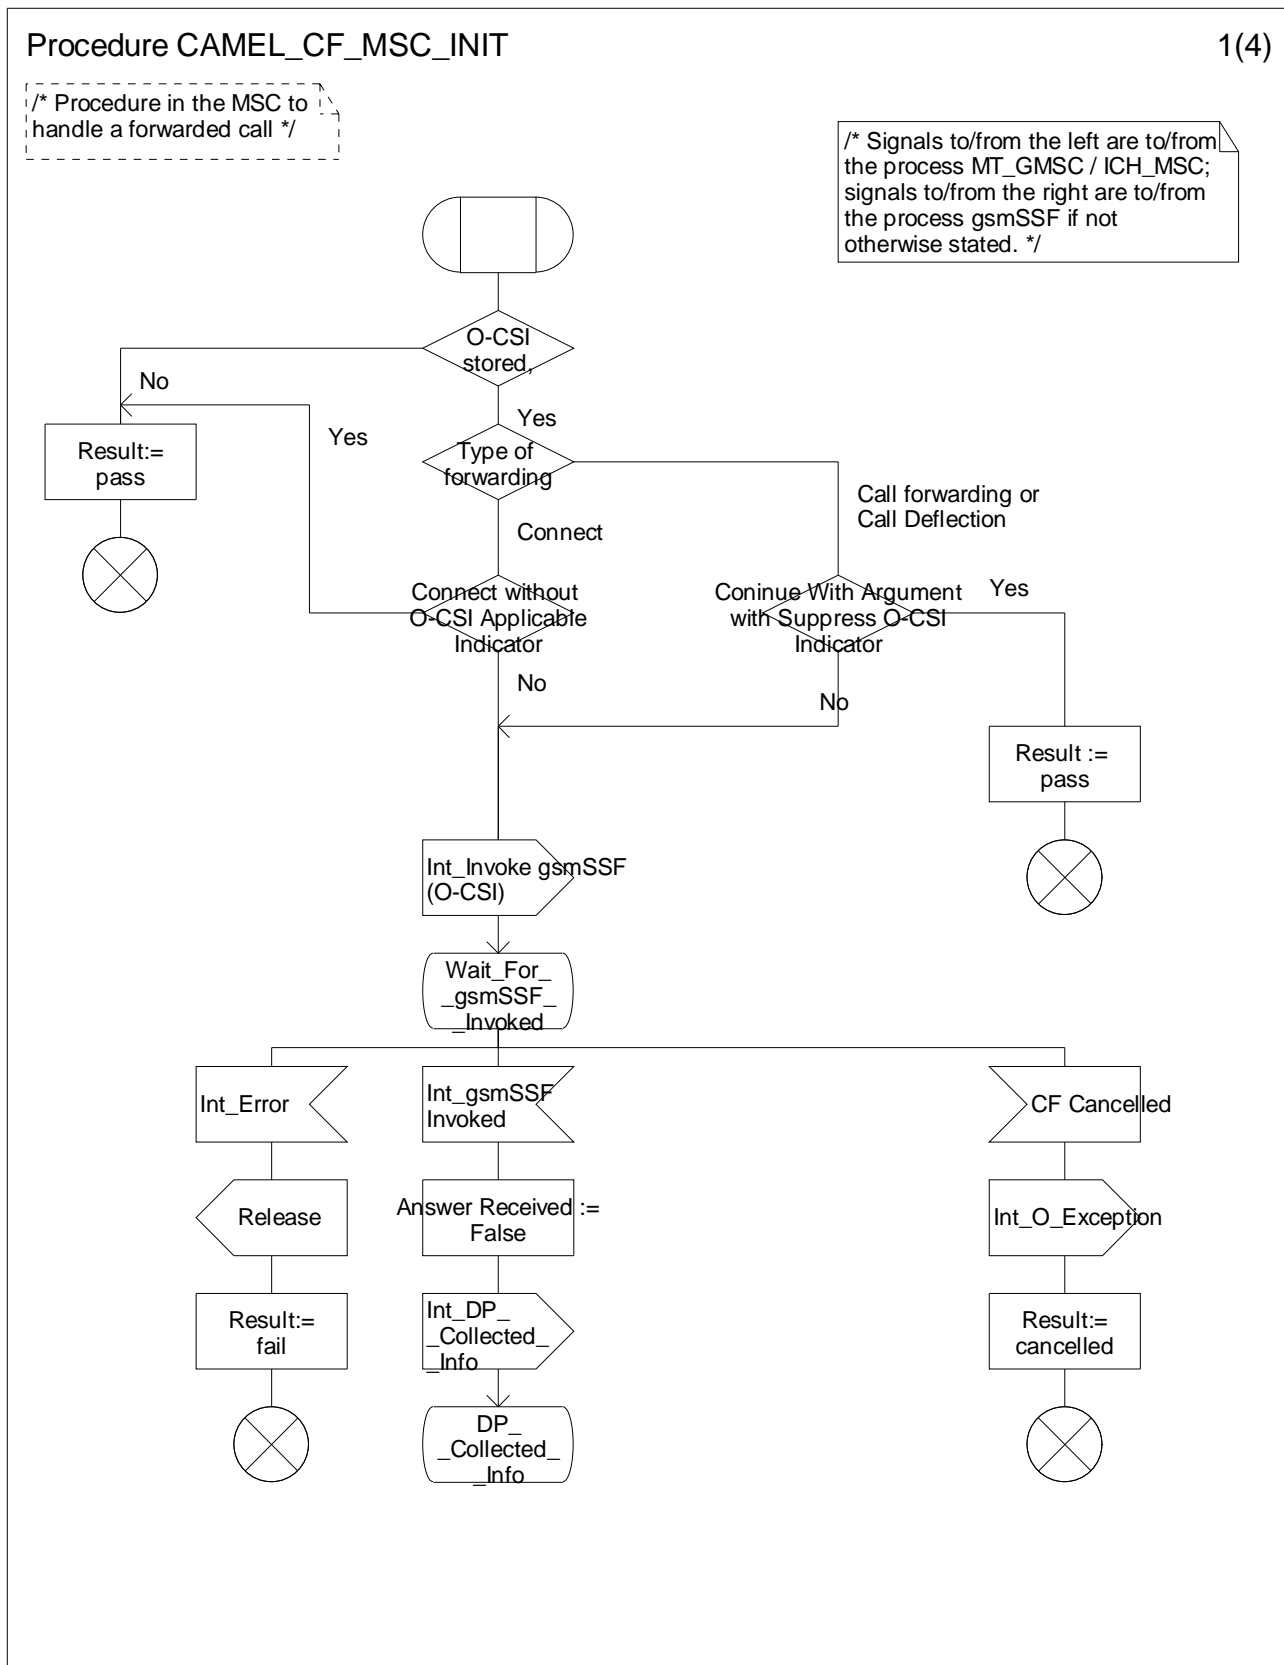 Procedure CAMEL_CF_MSC_INIT
1(4)
/* Procedure in the MSC to
handle a forwarded call */
/* Signals to/from the left are to/from
the process MT_GMSC / ICH_MSC;
signals to/from the right are to/from
the process gsmSSF if not
otherwise stated. */
O-CSI
stored,
No
Yes
Yes
Result:=
pass
Type of
forwarding
Call forwarding or
Call Deflection
Connect
Connect without
O-CSI Applicable
Indicator
Coninue With Argument
with Suppress O-CSI
Indicator
Yes
No
No
Result :=
pass
Int_Invoke gsmSSF
(O-CSI)
Wait_For_
_gsmSSF_
_Invoked
Int_Error
Int_gsmSSF
Invoked
CF Cancelled
Release
Answer Received :=
False
Int_O_Exception
Result:=
fail
Int_DP_
_Collected_
_Info
Result:=
cancelled
DP_
_Collected_
_Info